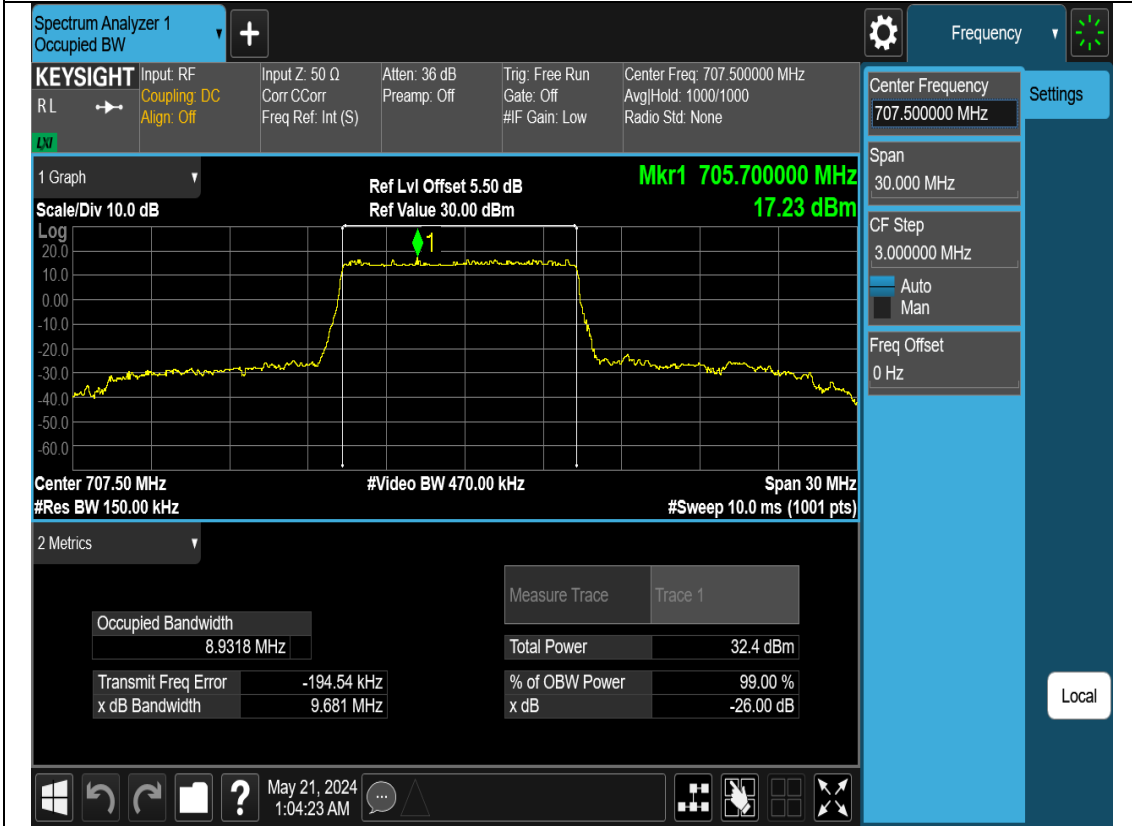 Spectrum Analyzer 1
Occupied BW
▼
+
Frequency
▼
KEYSIGHT
RL
LXI
Input: RF
Coupling: DC
Align: Off
Input Z: 50 Ω
Corr CCorr
Freq Ref: Int (S)
Atten: 36 dB
Preamp: Off
Trig: Free Run
Gate: Off
#IF Gain: Low
Center Freq: 707.500000 MHz
Avg|Hold: 1000/1000
Radio Std: None
Center Frequency
707.500000 MHz
Settings
Span
30.000 MHz
CF Step
3.000000 MHz
Auto
Man
Freq Offset
0 Hz
Local
1 Graph
▼
Scale/Div 10.0 dB
Ref Lvl Offset 5.50 dB
Ref Value 30.00 dBm
Mkr1 705.700000 MHz
17.23 dBm
Log
20.0
10.0
0.00
-10.0
-20.0
-30.0
-40.0
-50.0
-60.0
1
Center 707.50 MHz
#Res BW 150.00 kHz
#Video BW 470.00 kHz
Span 30 MHz
#Sweep 10.0 ms (1001 pts)
2 Metrics
▼
Measure Trace Trace 1
Occupied Bandwidth
8.9318 MHz
Total Power 32.4 dBm
Transmit Freq Error -194.54 kHz
% of OBW Power 99.00 %
x dB Bandwidth 9.681 MHz
x dB -26.00 dB
?
May 21, 2024
1:04:23 AM